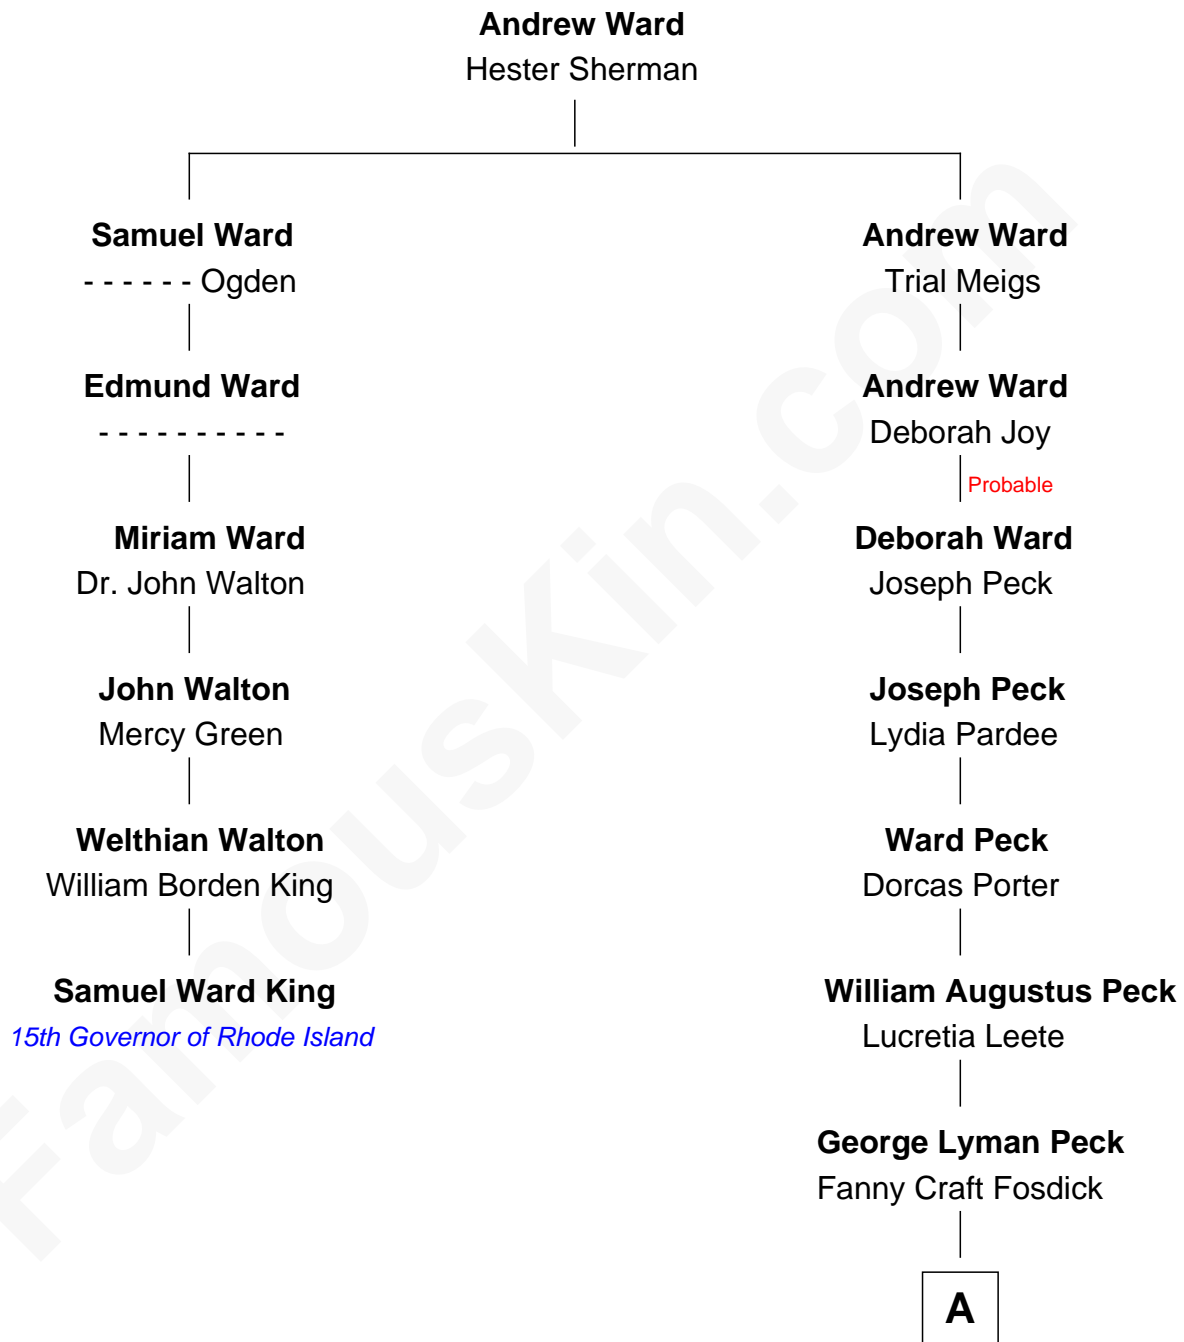 Andrew Ward
Hester Sherman
Samuel Ward
- - - - - - Ogden
Edmund Ward
- - - - - - - - - -
Miriam Ward
Dr. John Walton
John Walton
Mercy Green
Welthian Walton
William Borden King
Samuel Ward King
15th Governor of Rhode Island
Andrew Ward
Trial Meigs
Andrew Ward
Deborah Joy
Probable
Deborah Ward
Joseph Peck
Joseph Peck
Lydia Pardee
Ward Peck
Dorcas Porter
William Augustus Peck
Lucretia Leete
George Lyman Peck
Fanny Craft Fosdick
A
FamousKin.com